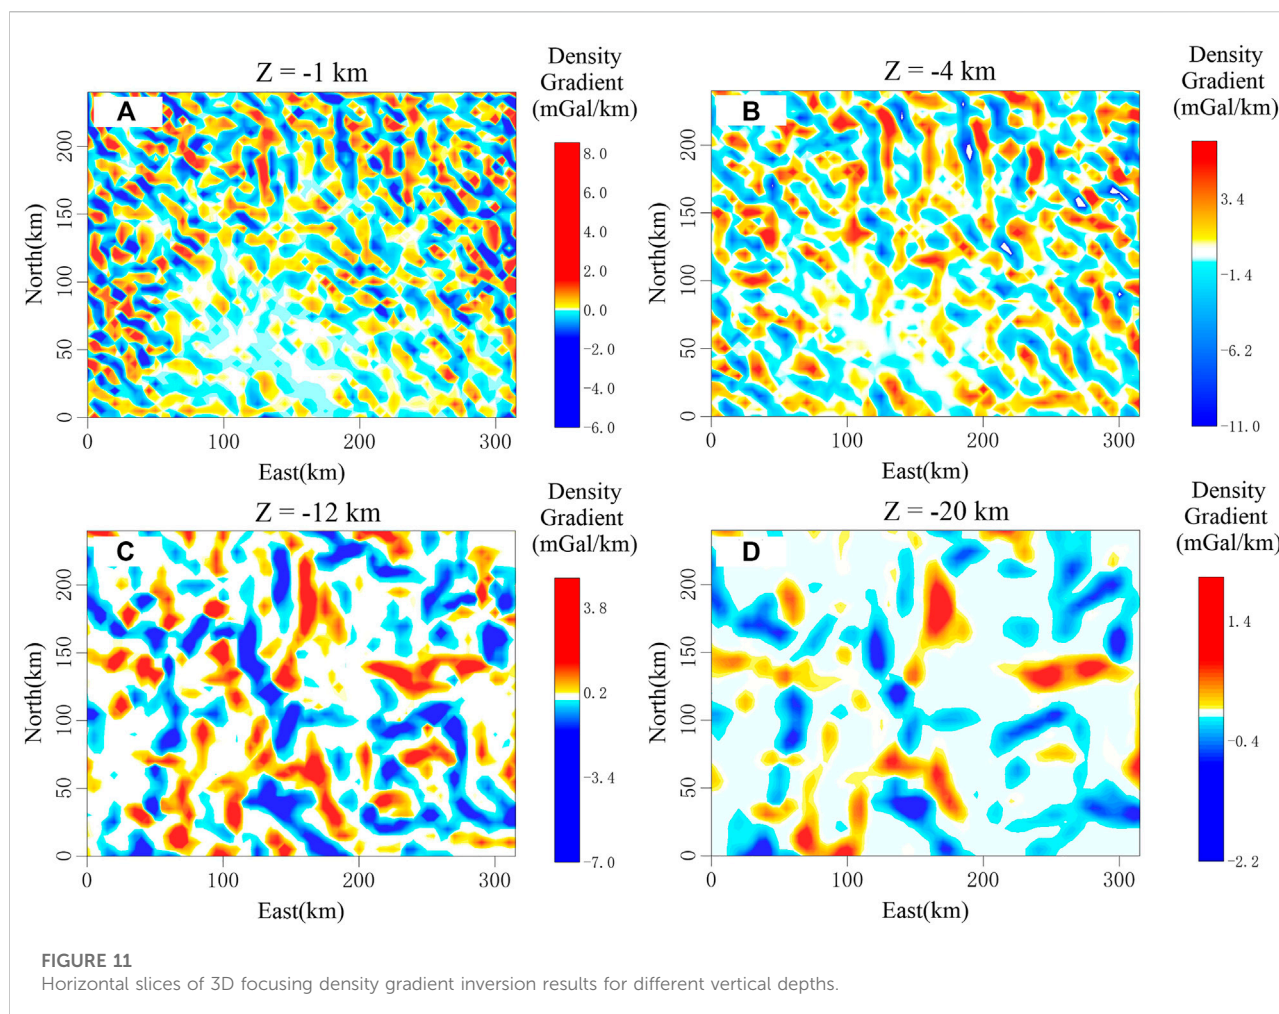 Z = -1 km
Density
Gradient
(mGal/km)
A
North(km)
200
150
100
50
0
0
100
200
300
East(km)
8.0
6.0
4.0
2.0
0.0
-2.0
-4.0
-6.0
Z = -4 km
Density
Gradient
(mGal/km)
B
North(km)
200
150
100
50
0
0
100
200
300
East(km)
3.4
-1.4
-6.2
-11.0
Z = -12 km
Density
Gradient
(mGal/km)
C
North(km)
200
150
100
50
0
0
100
200
300
East(km)
3.8
0.2
-3.4
-7.0
Z = -20 km
Density
Gradient
(mGal/km)
D
North(km)
200
150
100
50
0
0
100
200
300
East(km)
1.4
-0.4
-2.2
FIGURE 11
Horizontal slices of 3D focusing density gradient inversion results for different vertical depths.